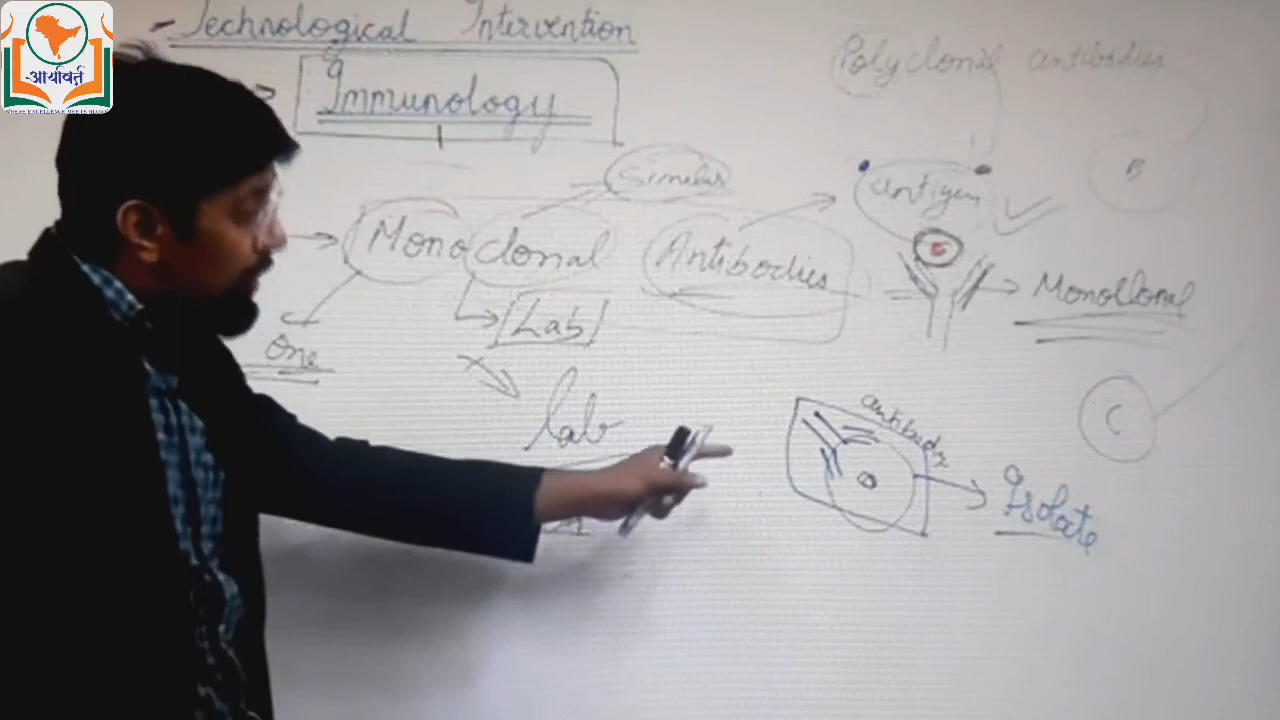 Technological Intervention
Immunology
Polyclonal antibodies
B
Similar
antigen
Monoclonal Antibodies
Monoclonal
Lab
One
lab
C
antibody
Isolate
आर्यावर्त